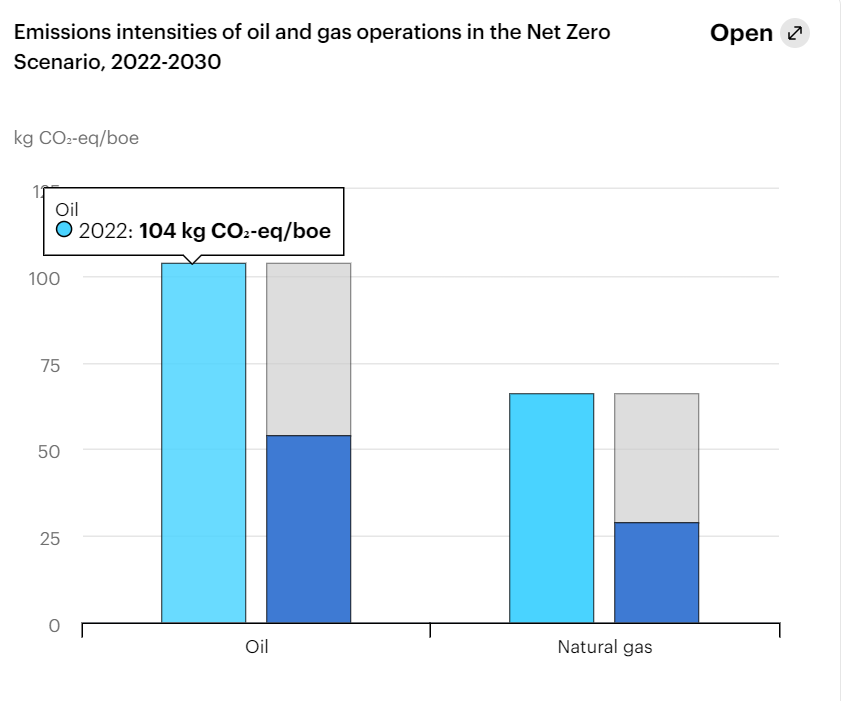 Emissions intensities of oil and gas operations in the Net Zero
Scenario, 2022-2030
Open
kg CO₂-eq/boe
Oil
2022: 104 kg CO₂-eq/boe
100
75
50
25
0
Oil
Natural gas